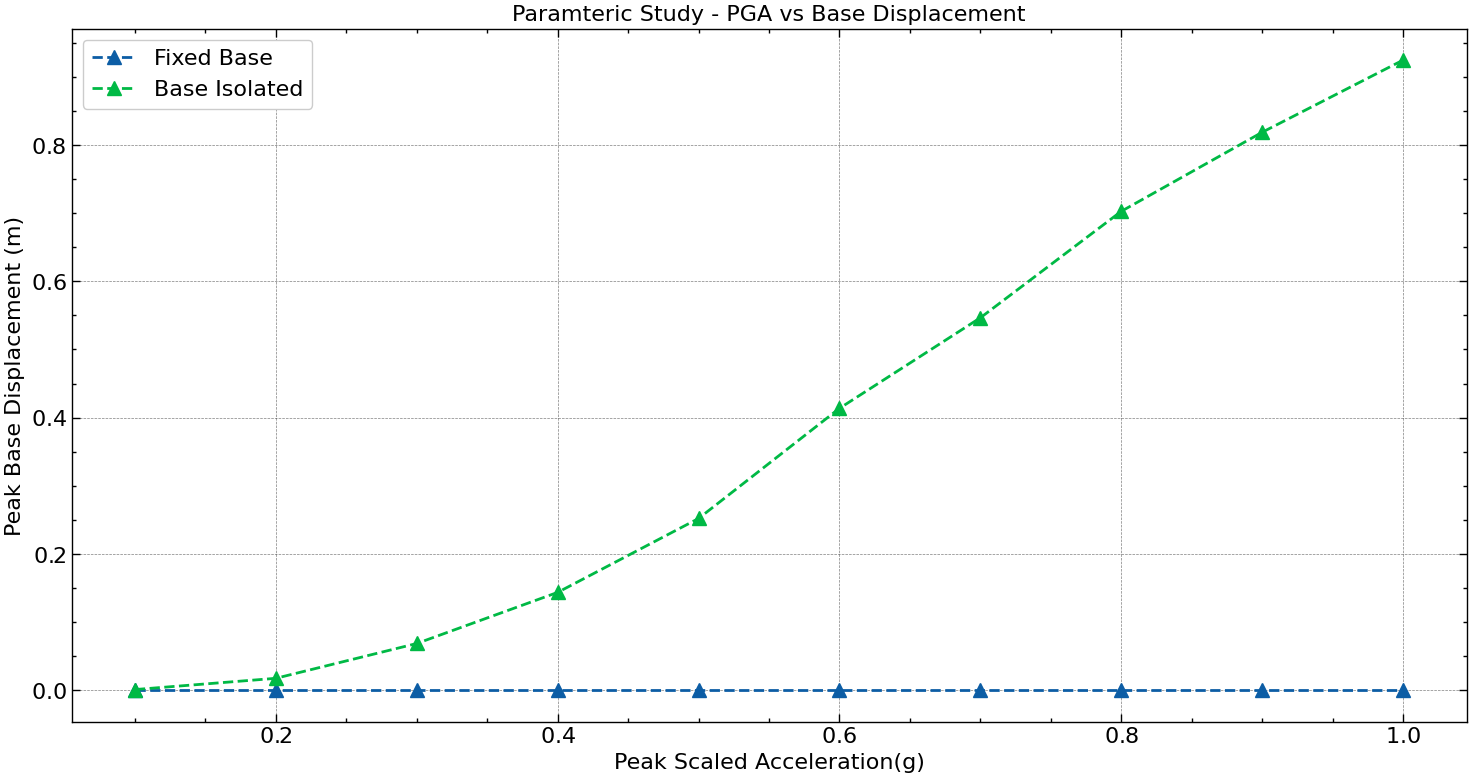 Paramteric Study - PGA vs Base Displacement
Fixed Base
Base Isolated
Peak Base Displacement (m)
0.8
0.6
0.4
0.2
0.0
0.2
0.4
0.6
0.8
1.0
Peak Scaled Acceleration(g)